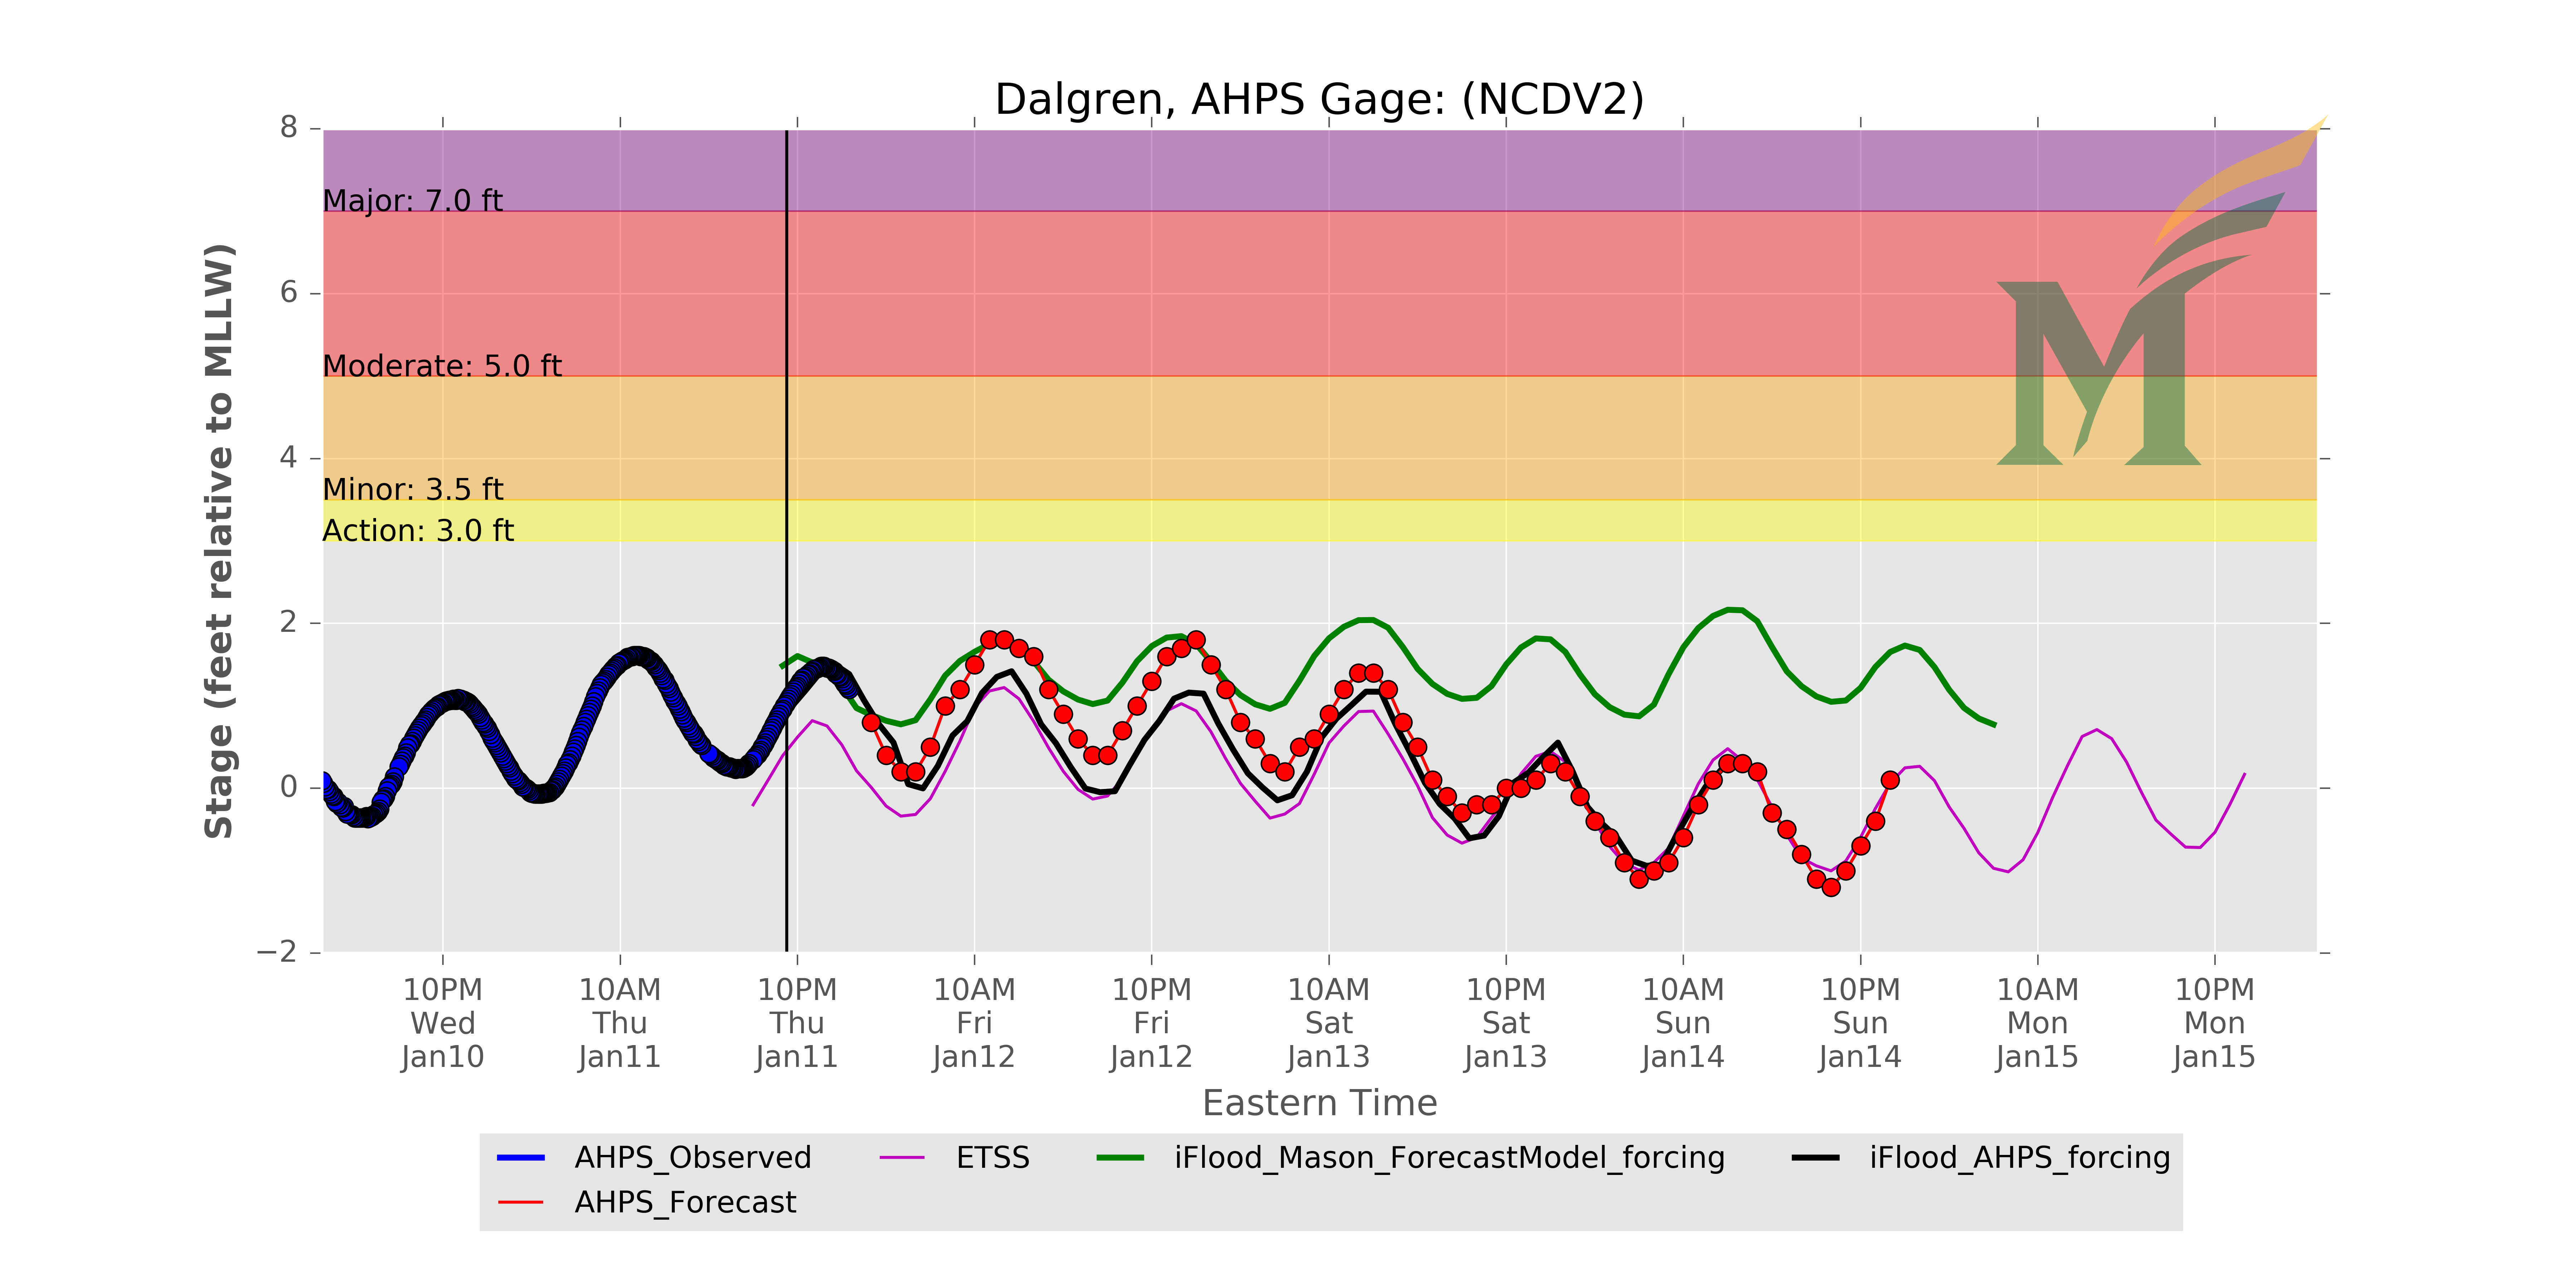 Dalgren, AHPS Gage: (NCDV2)
8
Major: 7.0 ft
6
Moderate: 5.0 ft
4
Minor: 3.5 ft
Action: 3.0 ft
2
0
−2
Stage (feet relative to MLLW)
M
10PM 10AM 10PM 10AM 10PM 10AM 10PM 10AM 10PM 10AM 10PM
Wed Thu Thu Fri Fri Sat Sat Sun Sun Mon Mon
Jan10 Jan11 Jan11 Jan12 Jan12 Jan13 Jan13 Jan14 Jan14 Jan15 Jan15
Eastern Time
AHPS_Observed ETSS iFlood_Mason_ForecastModel_forcing iFlood_AHPS_forcing
AHPS_Forecast